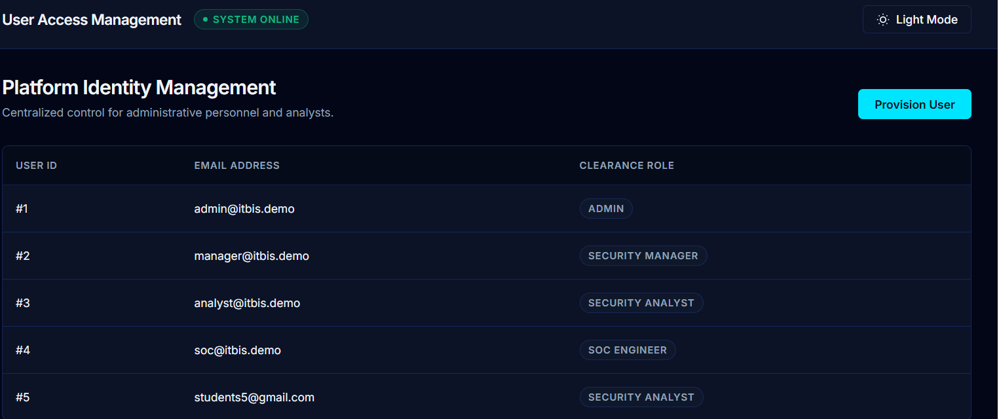 User Access Management SYSTEM ONLINE Light Mode
Platform Identity Management
Centralized control for administrative personnel and analysts.
Provision User
USER ID EMAIL ADDRESS CLEARANCE ROLE
#1 admin@itbis.demo ADMIN
#2 manager@itbis.demo SECURITY MANAGER
#3 analyst@itbis.demo SECURITY ANALYST
#4 soc@itbis.demo SOC ENGINEER
#5 students5@gmail.com SECURITY ANALYST